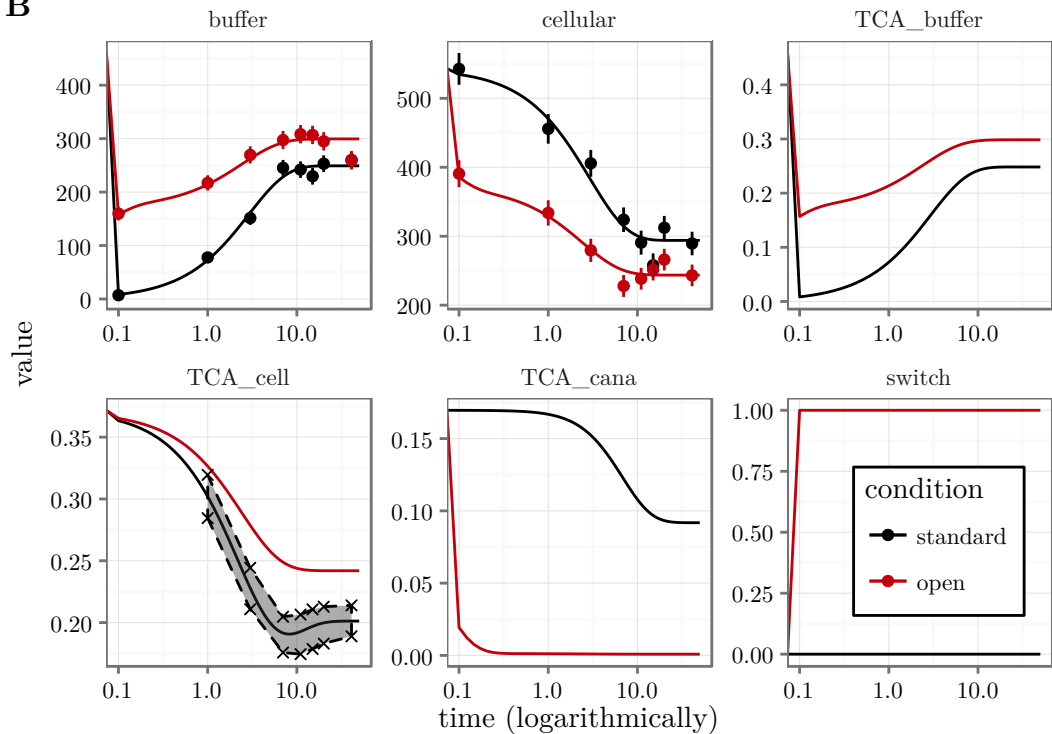 B
buffer cellular TCA_buffer
400
300
200
100
0
0.1 1.0 10.0
500
400
300
200
0.1 1.0 10.0
0.4
0.3
0.2
0.1
0.0
0.1 1.0 10.0
value
TCA_cell TCA_cana switch
0.35
0.30
0.25
0.20
0.1 1.0 10.0
0.15
0.10
0.05
0.00
0.1 1.0 10.0
1.00
0.75
0.50
0.25
0.00
0.1 1.0 10.0
condition
standard
open
time (logarithmically)